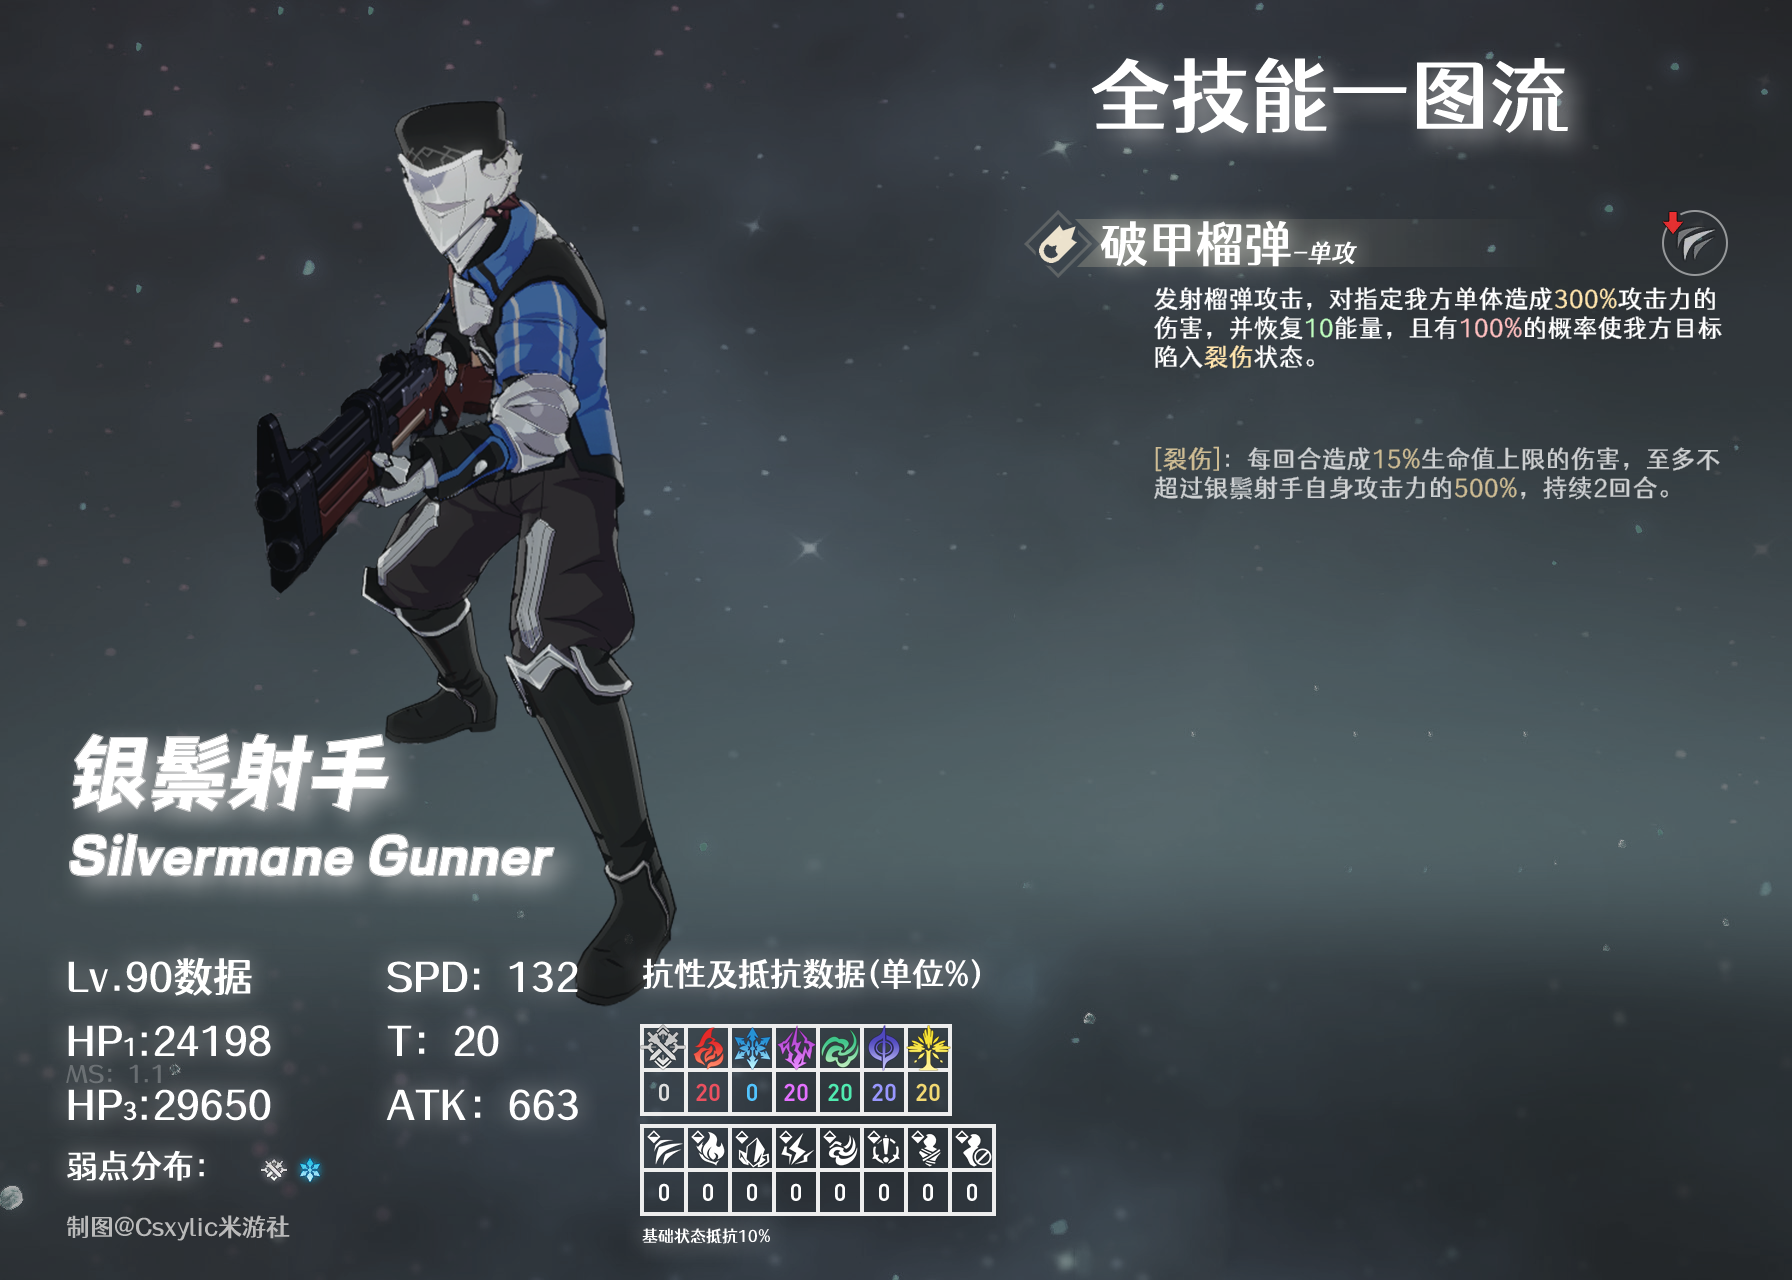 全技能一图流
破甲榴弹-单攻
发射榴弹攻击，对指定我方单体造成300%攻击力的
伤害，并恢复10能量，且有100%的概率使我方目标
陷入裂伤状态。
[裂伤]：每回合造成15%生命值上限的伤害，至多不
超过银鬃射手自身攻击力的500%，持续2回合。
银鬃射手
Silvermane Gunner
Lv.90数据
SPD：132
HP1:24198
T：20
MS：1.1
HP3:29650
ATK：663
弱点分布：
制图@Csxylic米游社
抗性及抵抗数据(单位%)
0 20 0 20 20 20 20
0 0 0 0 0 0 0 0
基础状态抵抗10%